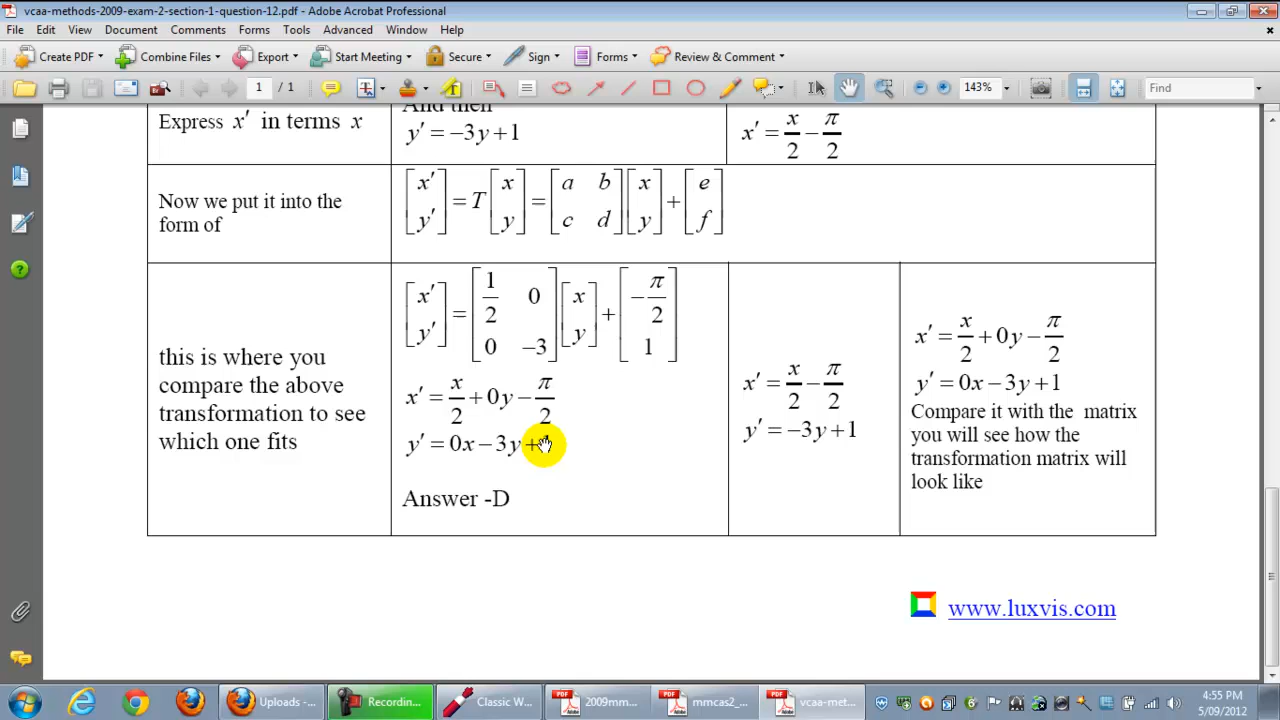 vcaa-methods-2009-exam-2-section-1-question-12.pdf - Adobe Acrobat Professional
File Edit View Document Comments Forms Tools Advanced Window Help
Create PDF Combine Files Export Start Meeting Secure Sign Forms Review & Comment
1 / 1 143% Find
Express x′ in terms x
And then
y′ = −3y + 1
x′ = x/2 − π/2
Now we put it into the
form of
[x′ y′] = T [x y] = [a b c d] [x y] + [e f]
this is where you
compare the above
transformation to see
which one fits
[x′ y′] = [1/2 0 0 −3] [x y] + [−π/2 1]
x′ = x/2 + 0y − π/2
y′ = 0x − 3y +
Answer -D
x′ = x/2 − π/2
y′ = −3y + 1
x′ = x/2 + 0y − π/2
y′ = 0x − 3y + 1
Compare it with the matrix
you will see how the
transformation matrix will
look like
www.luxvis.com
Uploads -... Recordin... Classic W... 2009mm... mmcas2_... vcaa-met...
4:55 PM
5/09/2012